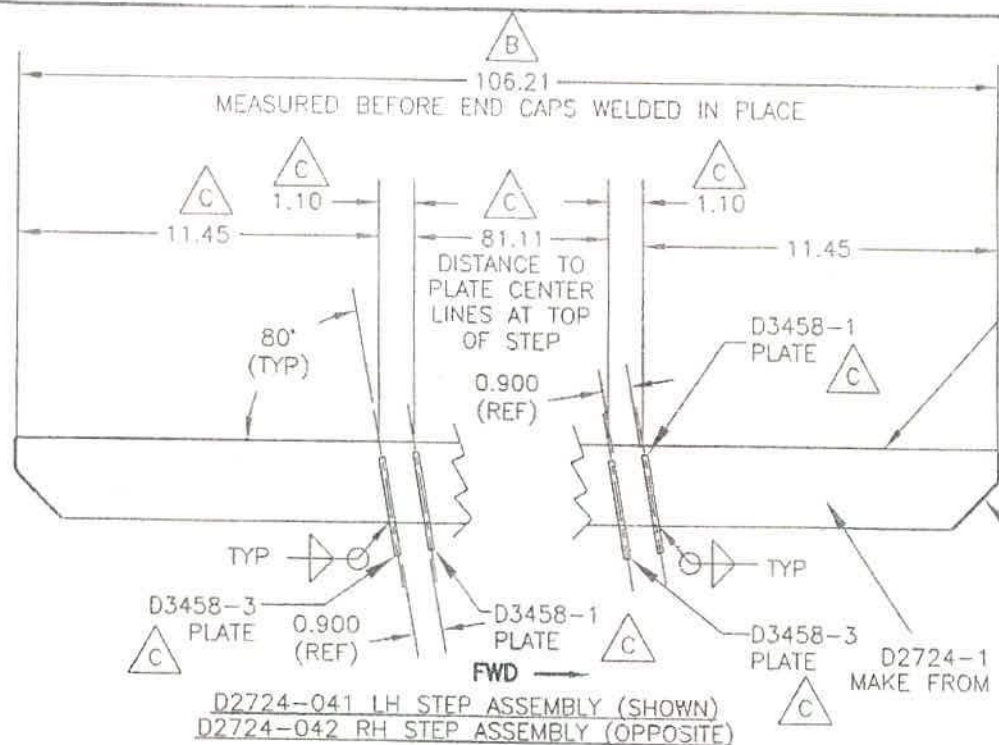 B
106.21
MEASURED BEFORE END CAPS WELDED IN PLACE
C
C
C
C
1.10
1.10
11.45
81.11
11.45
DISTANCE TO
PLATE CENTER
LINES AT TOP
OF STEP
80°
(TYP)
0.900
(REF)
D3458-1
PLATE
C
TYP
TYP
D3458-3
PLATE
C
0.900
(REF)
D3458-1
PLATE
C
D3458-3
PLATE
C
D2724-1
MAKE FROM
FWD
D2724-041 LH STEP ASSEMBLY (SHOWN)
D2724-042 RH STEP ASSEMBLY (OPPOSITE)